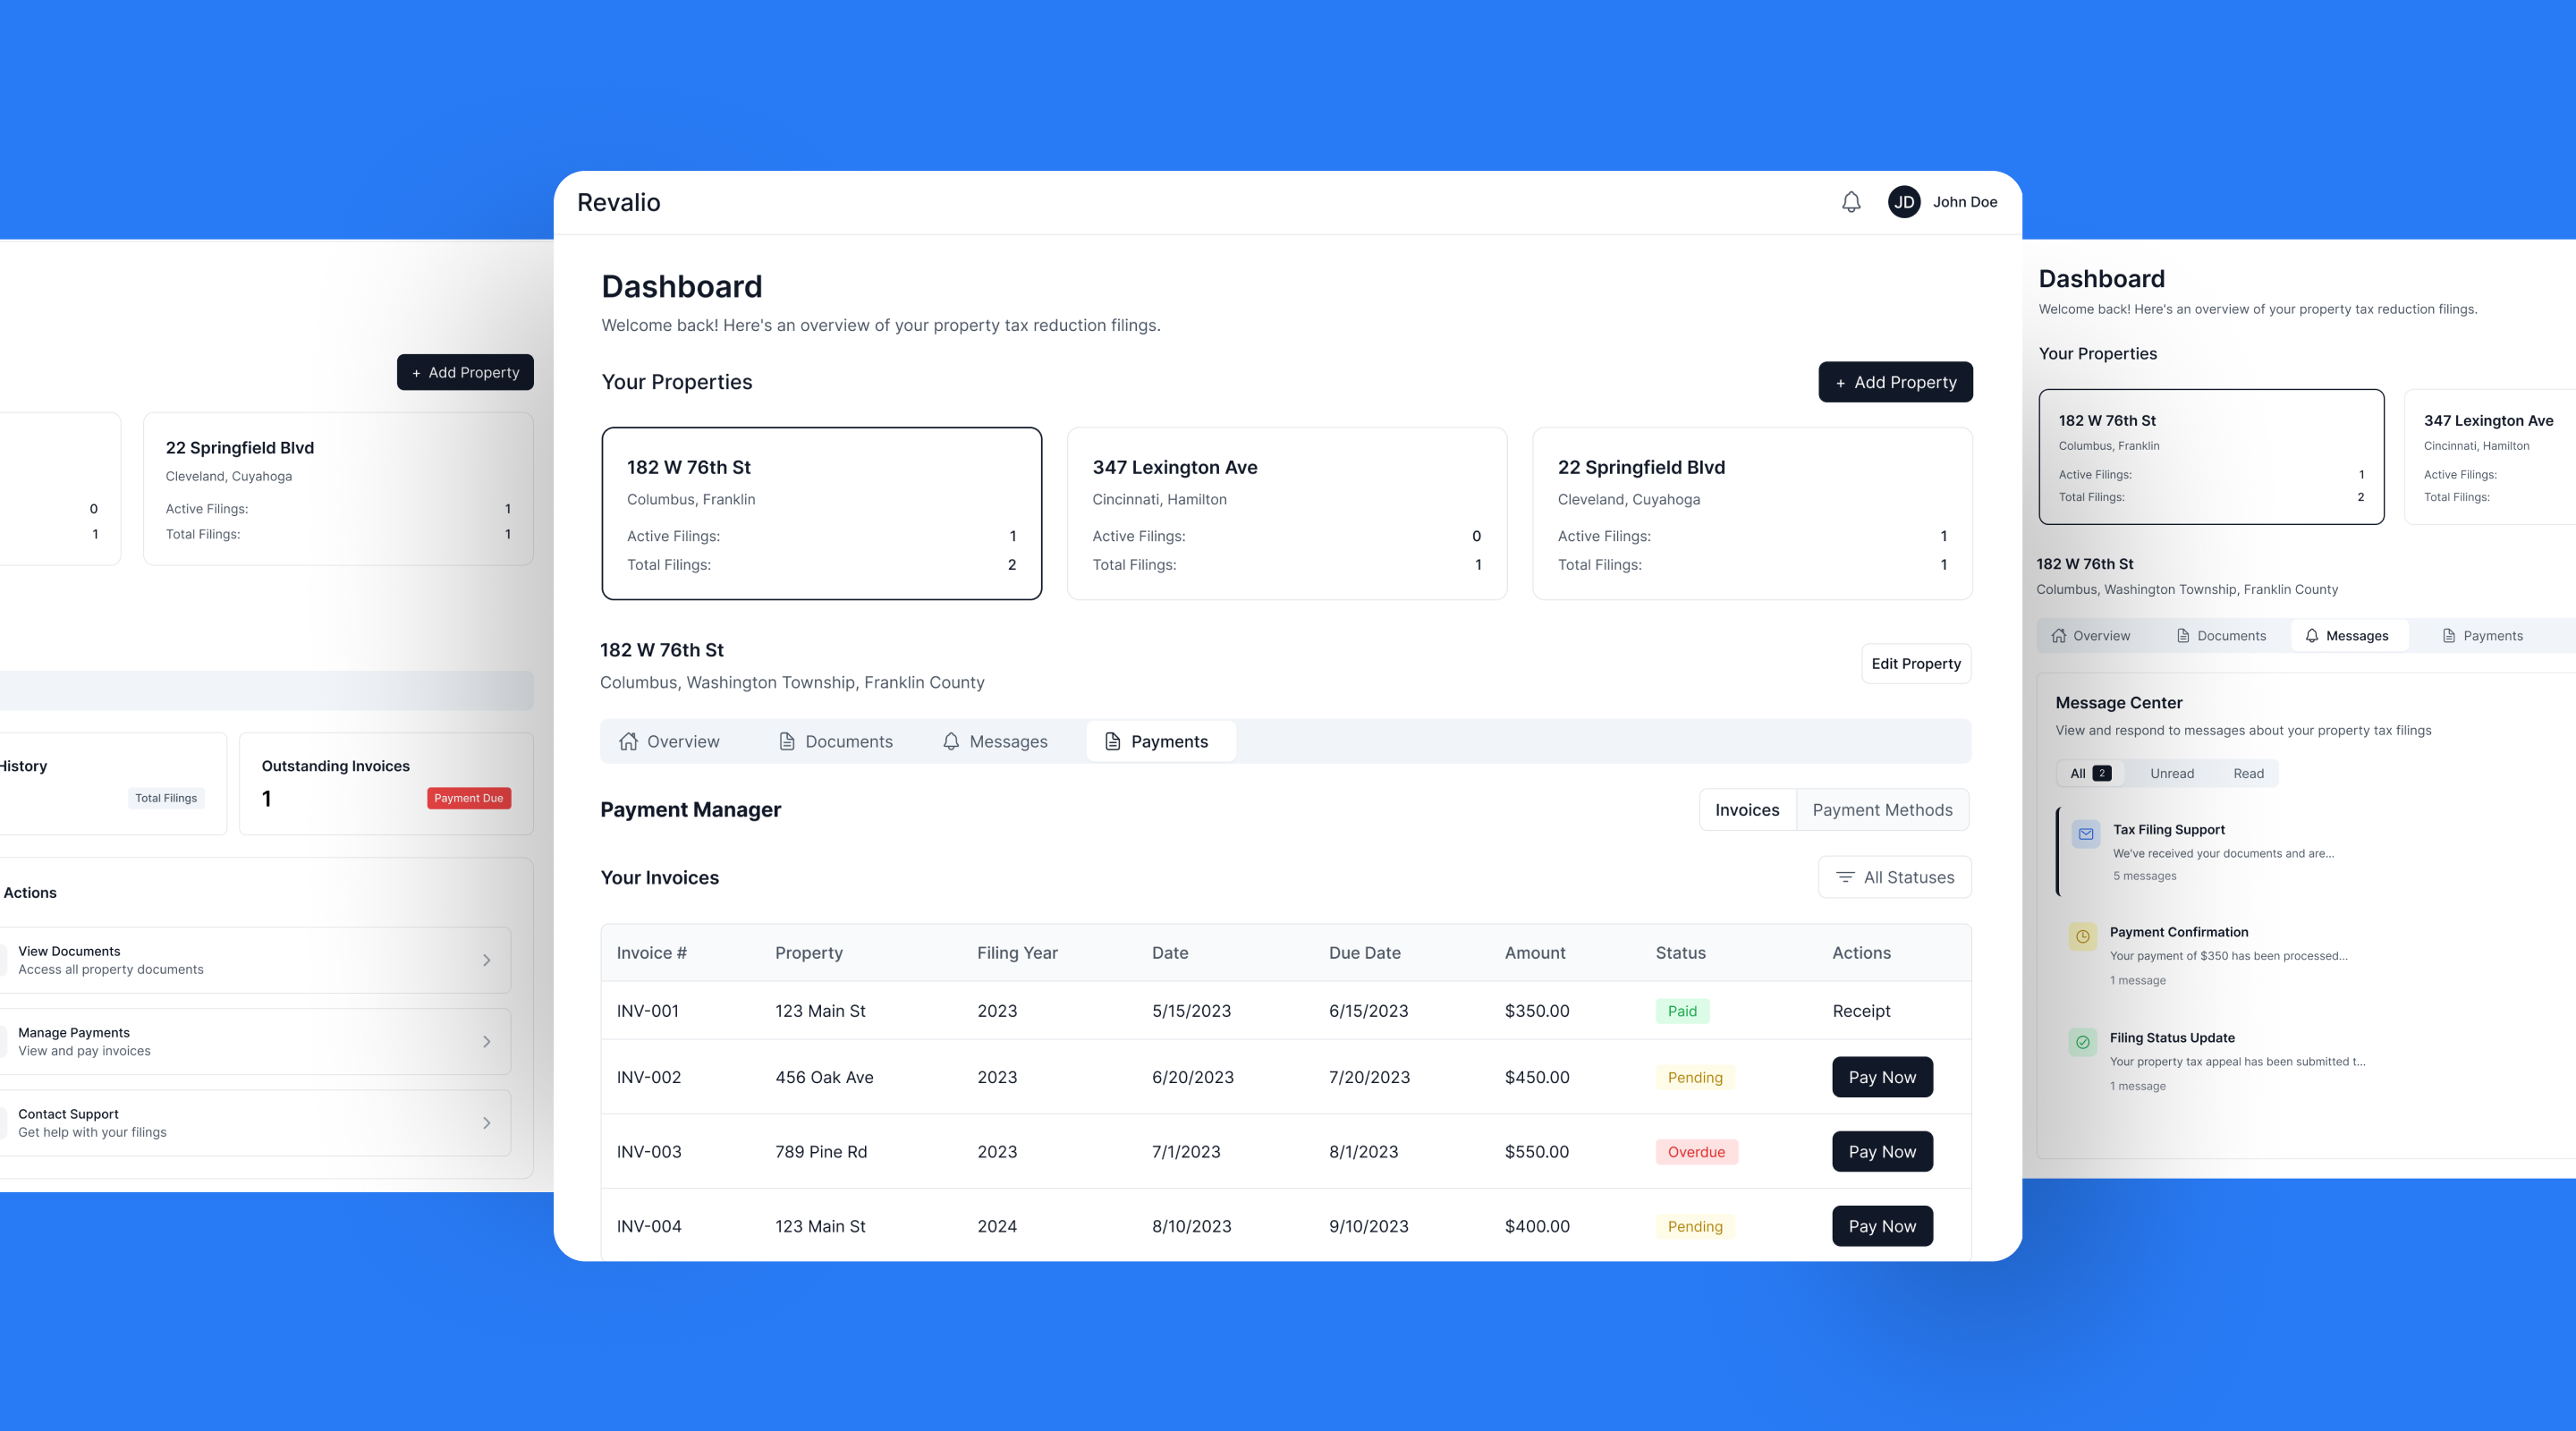 + Add Property
22 Springfield Blvd
Cleveland, Cuyahoga
0 Active Filings: 1
1 Total Filings: 1
History
Total Filings
Outstanding Invoices
1 Payment Due
Actions
View Documents
Access all property documents
Manage Payments
View and pay invoices
Contact Support
Get help with your filings
Revalio
JD John Doe
Dashboard
Welcome back! Here's an overview of your property tax reduction filings.
Your Properties
+ Add Property
182 W 76th St
Columbus, Franklin
Active Filings: 1
Total Filings: 2
347 Lexington Ave
Cincinnati, Hamilton
Active Filings: 0
Total Filings: 1
22 Springfield Blvd
Cleveland, Cuyahoga
Active Filings: 1
Total Filings: 1
182 W 76th St
Columbus, Washington Township, Franklin County
Edit Property
Overview Documents Messages Payments
Payment Manager
Invoices Payment Methods
Your Invoices
All Statuses
Invoice # Property Filing Year Date Due Date Amount Status Actions
INV-001 123 Main St 2023 5/15/2023 6/15/2023 $350.00 Paid Receipt
INV-002 456 Oak Ave 2023 6/20/2023 7/20/2023 $450.00 Pending Pay Now
INV-003 789 Pine Rd 2023 7/1/2023 8/1/2023 $550.00 Overdue Pay Now
INV-004 123 Main St 2024 8/10/2023 9/10/2023 $400.00 Pending Pay Now
Dashboard
Welcome back! Here's an overview of your property tax reduction filings.
Your Properties
182 W 76th St
Columbus, Franklin
Active Filings: 1
Total Filings: 2
347 Lexington Ave
Cincinnati, Hamilton
Active Filings:
Total Filings:
182 W 76th St
Columbus, Washington Township, Franklin County
Overview Documents Messages Payments
Message Center
View and respond to messages about your property tax filings
All 2 Unread Read
Tax Filing Support
We've received your documents and are...
5 messages
Payment Confirmation
Your payment of $350 has been processed...
1 message
Filing Status Update
Your property tax appeal has been submitted t...
1 message